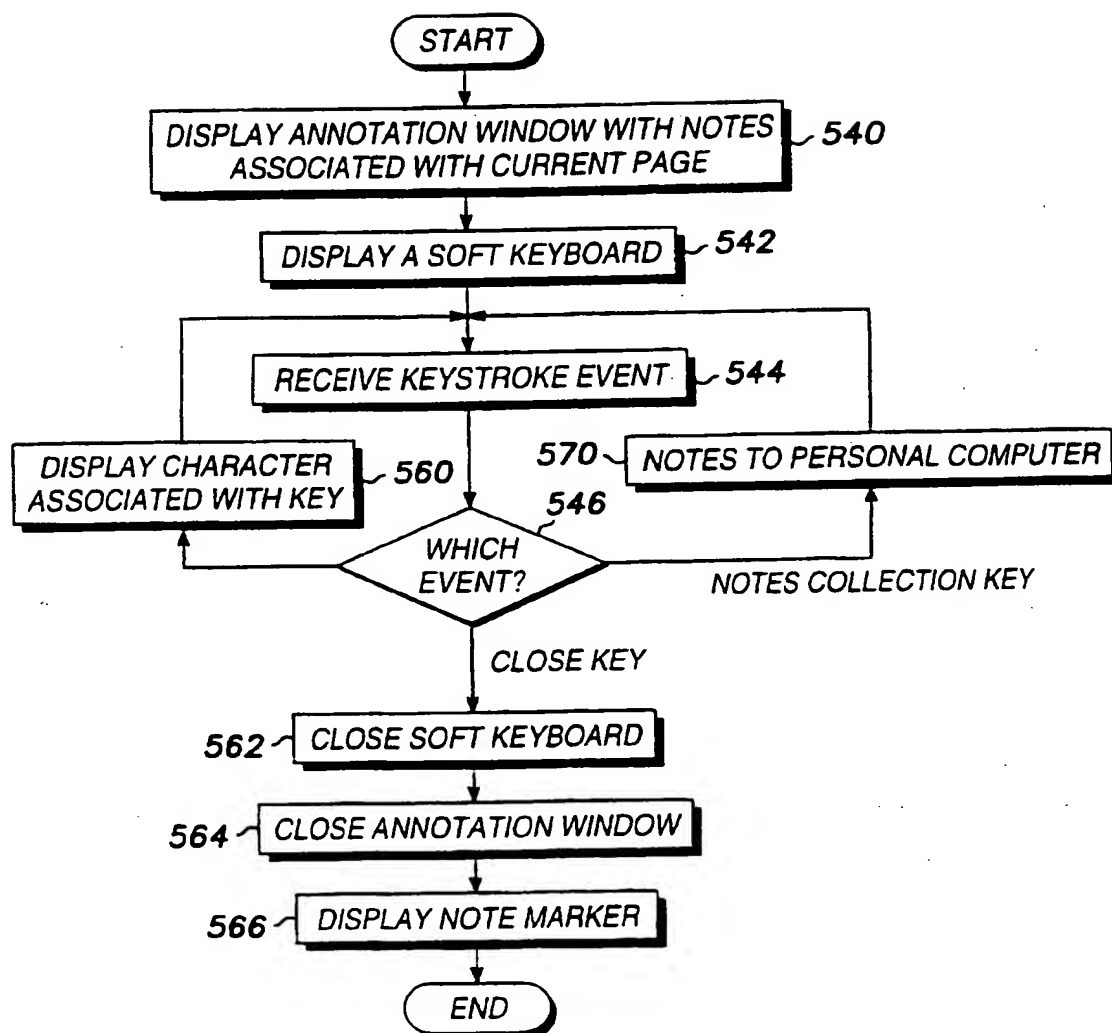 START
DISPLAY ANNOTATION WINDOW WITH NOTES
ASSOCIATED WITH CURRENT PAGE
540
DISPLAY A SOFT KEYBOARD
542
RECEIVE KEYSTROKE EVENT
544
DISPLAY CHARACTER
ASSOCIATED WITH KEY
560
570
NOTES TO PERSONAL COMPUTER
546
WHICH
EVENT?
NOTES COLLECTION KEY
CLOSE KEY
562
CLOSE SOFT KEYBOARD
564
CLOSE ANNOTATION WINDOW
566
DISPLAY NOTE MARKER
END